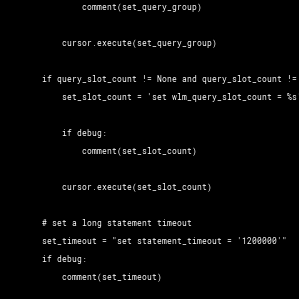 comment(set_query_group)
cursor.execute(set_query_group)
if query_slot_count != None and query_slot_count !=
set_slot_count = 'set wlm_query_slot_count = %s
if debug:
comment(set_slot_count)
cursor.execute(set_slot_count)
# set a long statement timeout
set_timeout = "set statement_timeout = '1200000'"
if debug:
comment(set_timeout)